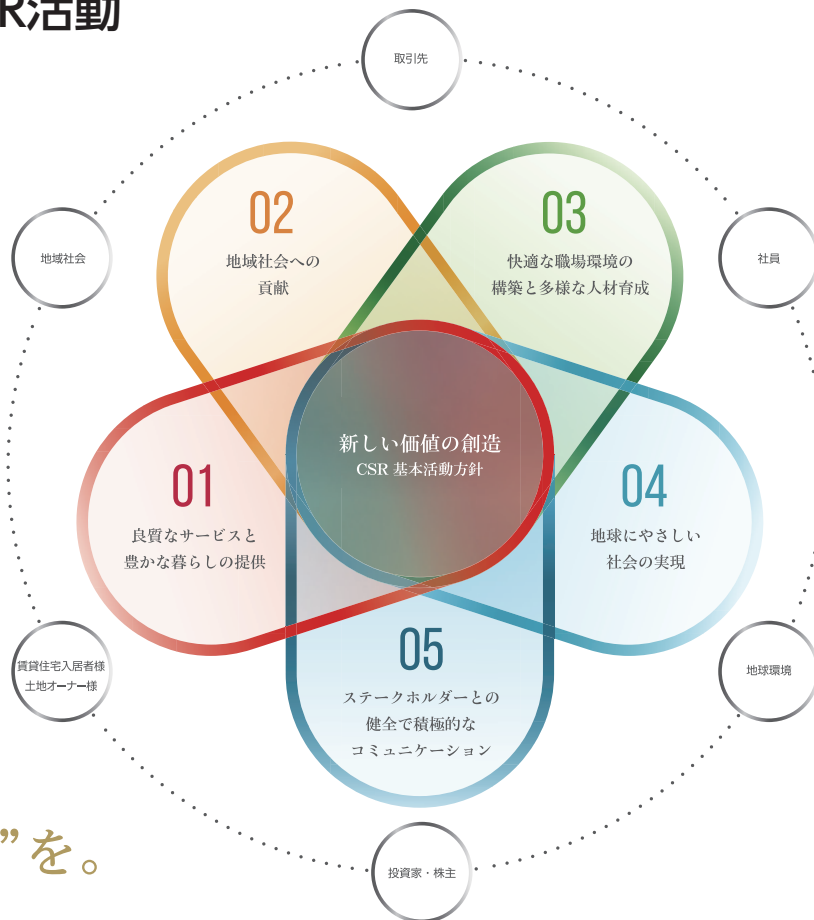 R活動
取引先
02
地域社会への
貢献
03
快適な職場環境の
構築と多様な人材育成
地域社会
社員
新しい価値の創造
CSR 基本活動方針
01
良質なサービスと
豊かな暮らしの提供
04
地球にやさしい
社会の実現
05
ステークホルダーとの
健全で積極的な
コミュニケーション
賃貸住宅入居者様
土地オーナー様
地球環境
”を。
投資家・株主